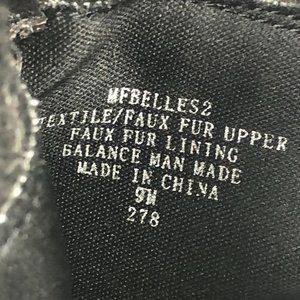 MFBELLES2
TEXTILE/FAUX FUR UPPER
FAUX FUR LINING
BALANCE MAN MADE
MADE IN CHINA
9M
278